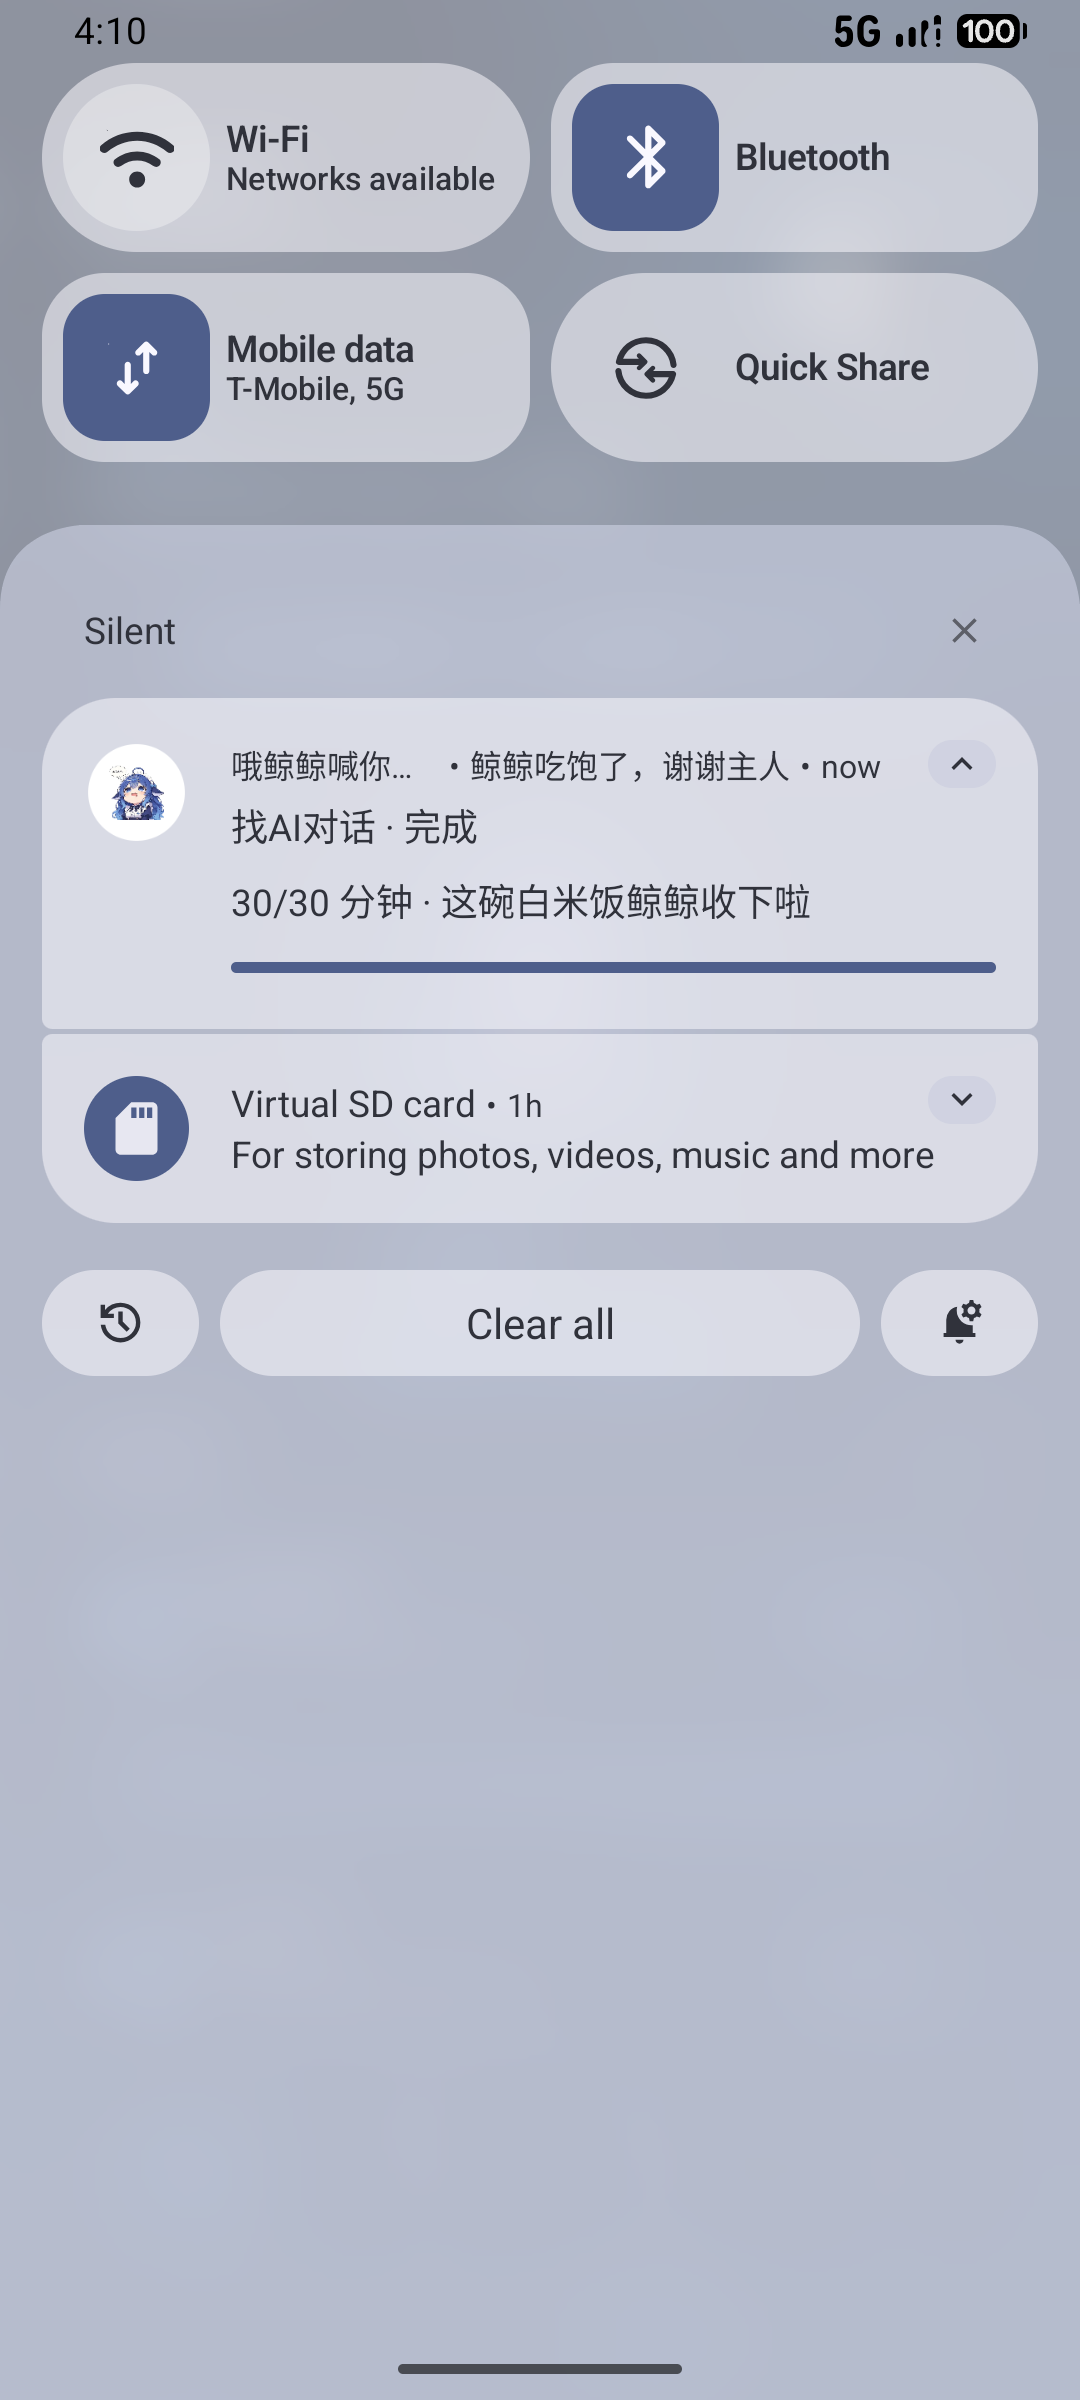 4:10
5G
100
Wi-Fi
Networks available
Bluetooth
Mobile data
T-Mobile, 5G
Quick Share
Silent
哦鲸鲸喊你… • 鲸鲸吃饱了，谢谢主人 • now
找AI对话 · 完成
30/30 分钟 · 这碗白米饭鲸鲸收下啦
Virtual SD card • 1h
For storing photos, videos, music and more
Clear all